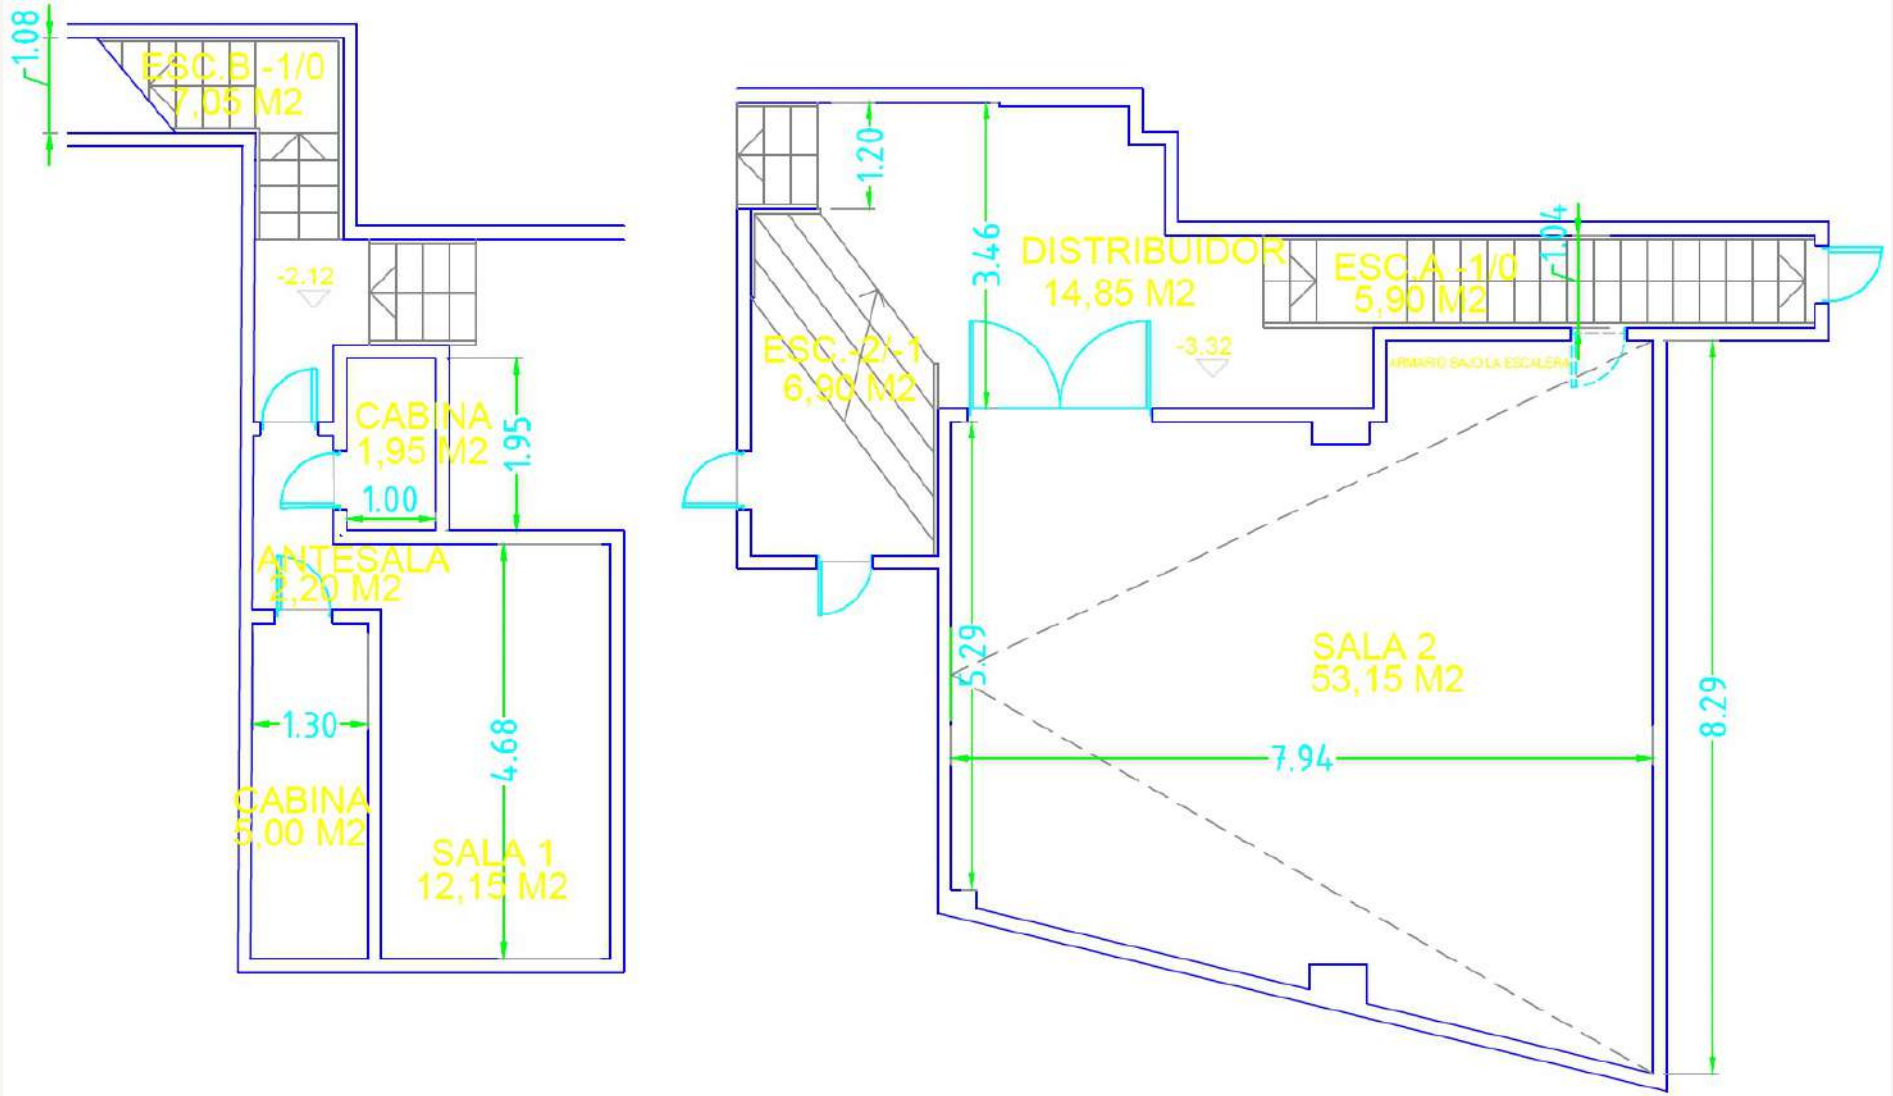 1.08
ESC.B -1/0
7,05 M2
-2.12
CABINA
1,95 M2
1.95
1.00
ANTESALA
2,20 M2
1.30
4.68
CABINA
5,00 M2
SALA 1
12,15 M2
1.20
3.46
DISTRIBUIDOR
14,85 M2
1.04
ESC.A -1/0
5,90 M2
ESC.-2/-1
6,90 M2
-3.32
ARMARIO BAJO LA ESCALERA
5.29
SALA 2
53,15 M2
8.29
7.94